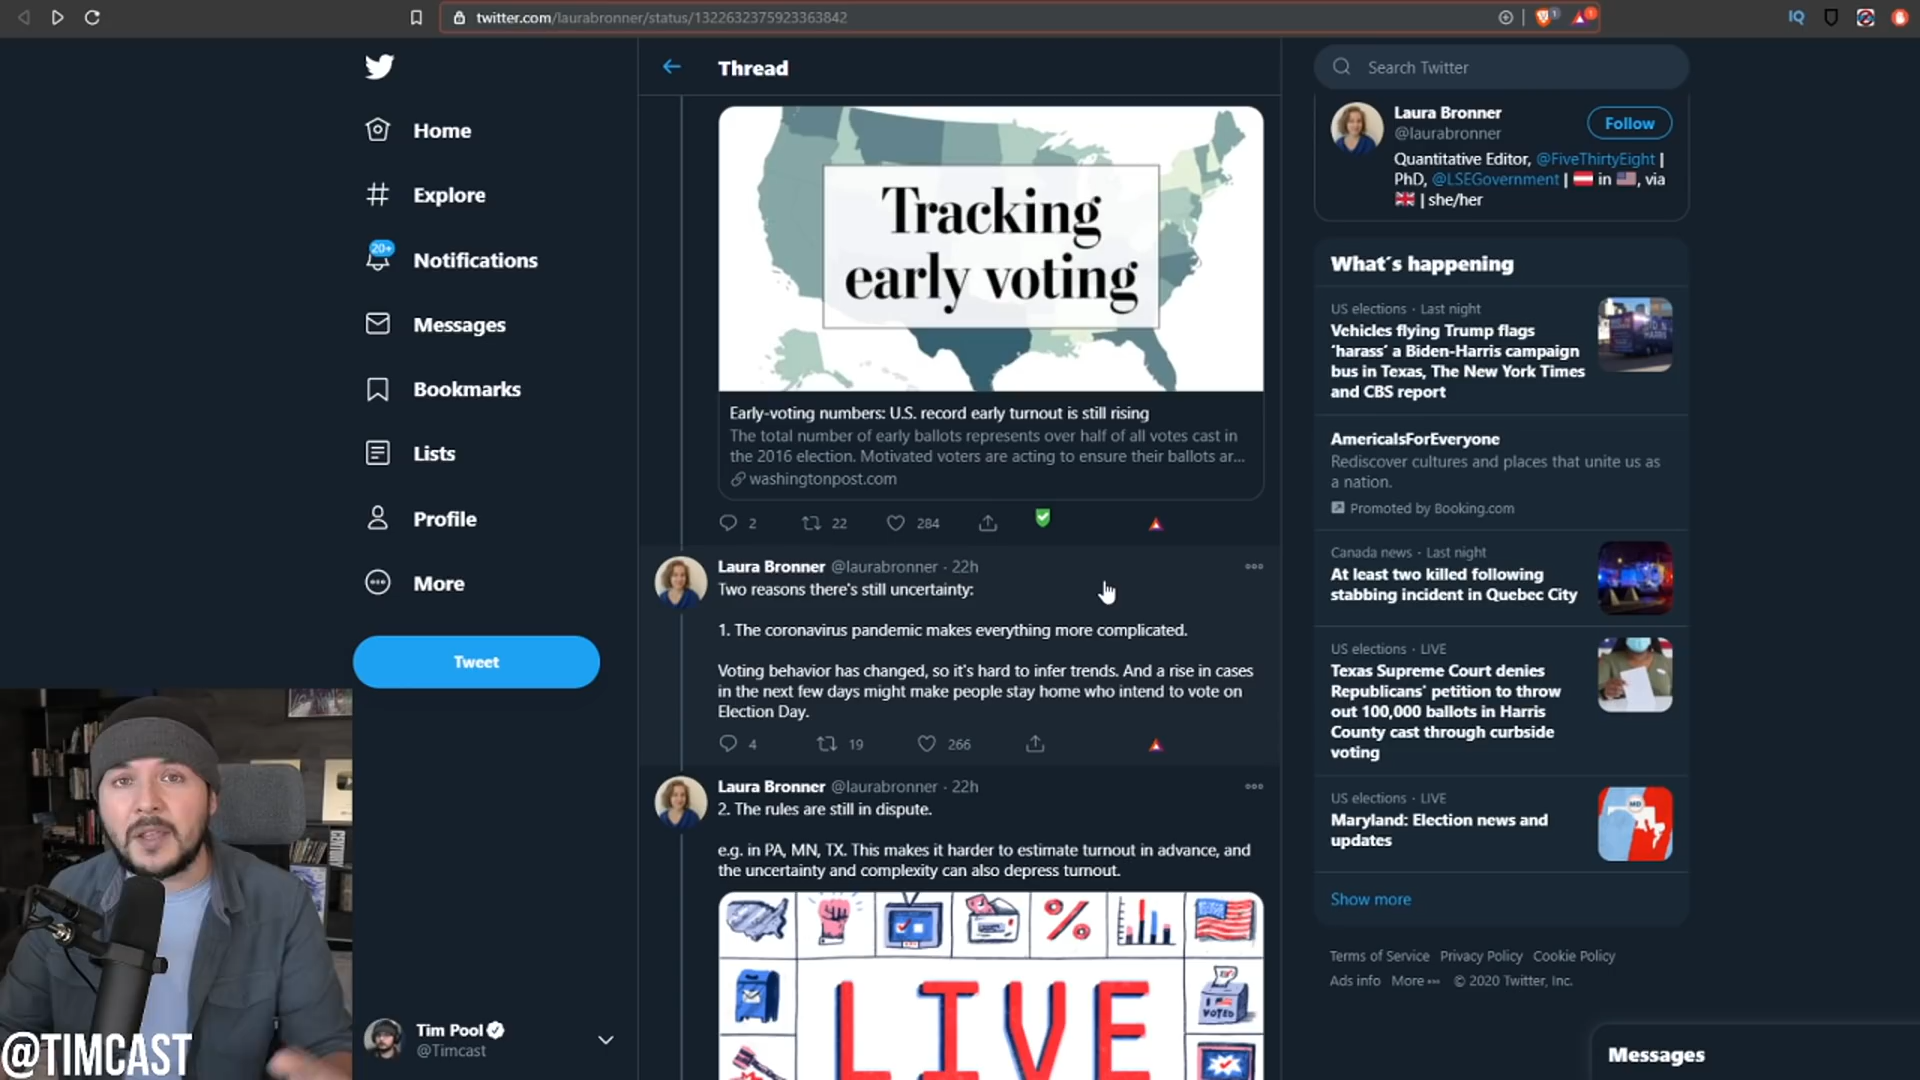 twitter.com/laurabronner/status/1322632375923363842
1
1
IQ
Home
Explore
20+
Notifications
Messages
Bookmarks
Lists
Profile
More
Tweet
Tim Pool
@Timcast
@TIMCAST
Thread
Tracking
early voting
Early-voting numbers: U.S. record early turnout is still rising
The total number of early ballots represents over half of all votes cast in
the 2016 election. Motivated voters are acting to ensure their ballots ar...
washingtonpost.com
2 22 284
Laura Bronner @laurabronner · 22h
Two reasons there's still uncertainty:
1. The coronavirus pandemic makes everything more complicated.
Voting behavior has changed, so it's hard to infer trends. And a rise in cases
in the next few days might make people stay home who intend to vote on
Election Day.
4 19 266
Laura Bronner @laurabronner · 22h
2. The rules are still in dispute.
e.g. in PA, MN, TX. This makes it harder to estimate turnout in advance, and
the uncertainty and complexity can also depress turnout.
%
LIVE
I
VOTED
Search Twitter
Laura Bronner
@laurabronner
Follow
Quantitative Editor, @FiveThirtyEight |
PhD, @LSEGovernment | 🇦🇹 in 🇺🇸, via
🇬🇧 | she/her
What's happening
US elections · Last night
Vehicles flying Trump flags
'harass' a Biden-Harris campaign
bus in Texas, The New York Times
and CBS report
AmericaIsForEveryone
Rediscover cultures and places that unite us as
a nation.
Promoted by Booking.com
Canada news · Last night
At least two killed following
stabbing incident in Quebec City
US elections · LIVE
Texas Supreme Court denies
Republicans' petition to throw
out 100,000 ballots in Harris
County cast through curbside
voting
US elections · LIVE
Maryland: Election news and
updates
MD
Show more
Terms of Service Privacy Policy Cookie Policy
Ads info More ··· © 2020 Twitter, Inc.
Messages